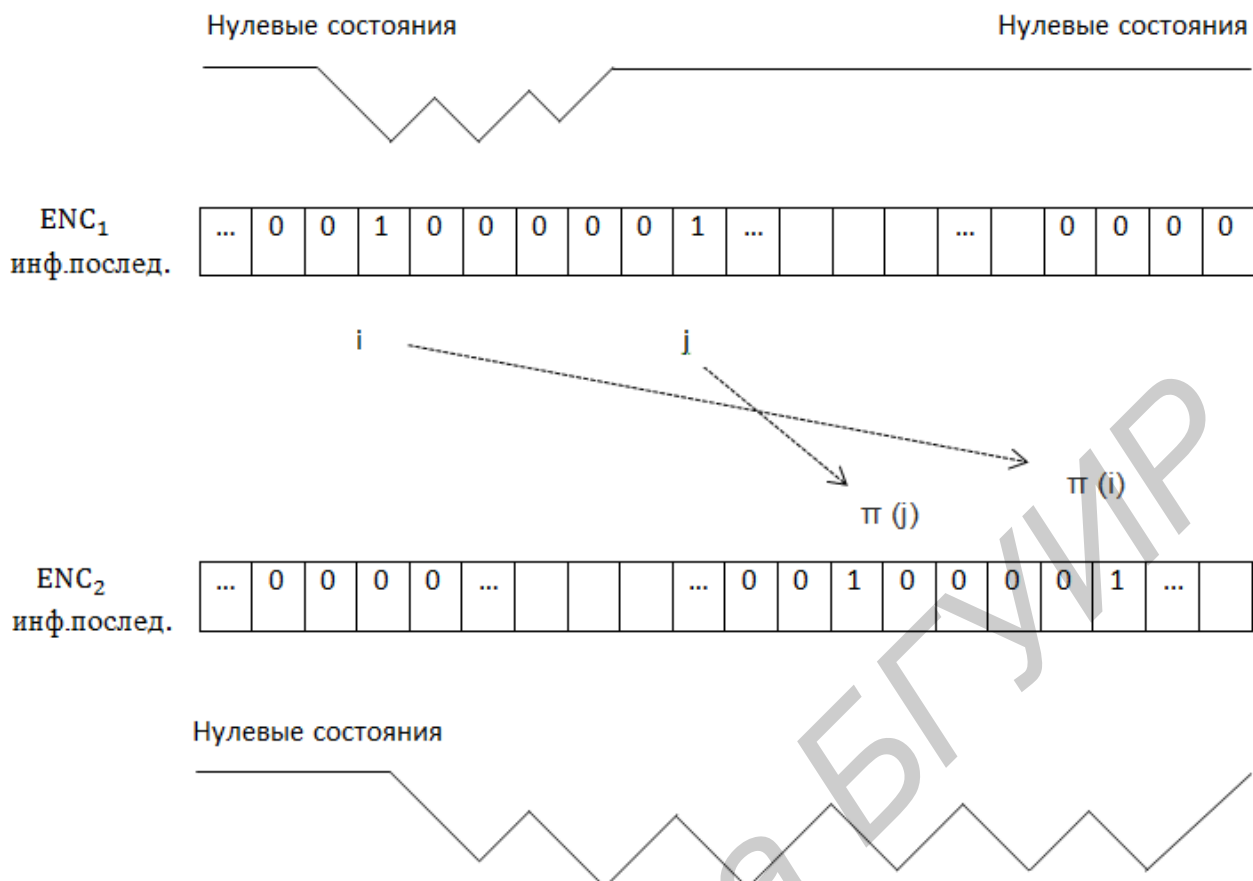 Нулевые состояния Нулевые состояния
ENC₁ ... 0 0 1 0 0 0 0 0 1 ... ... 0 0 0 0
инф.послед.
i j
π (i)
π (j)
ENC₂ ... 0 0 0 0 ... ... 0 0 1 0 0 0 0 1 ...
инф.послед.
Нулевые состояния
БГУИР